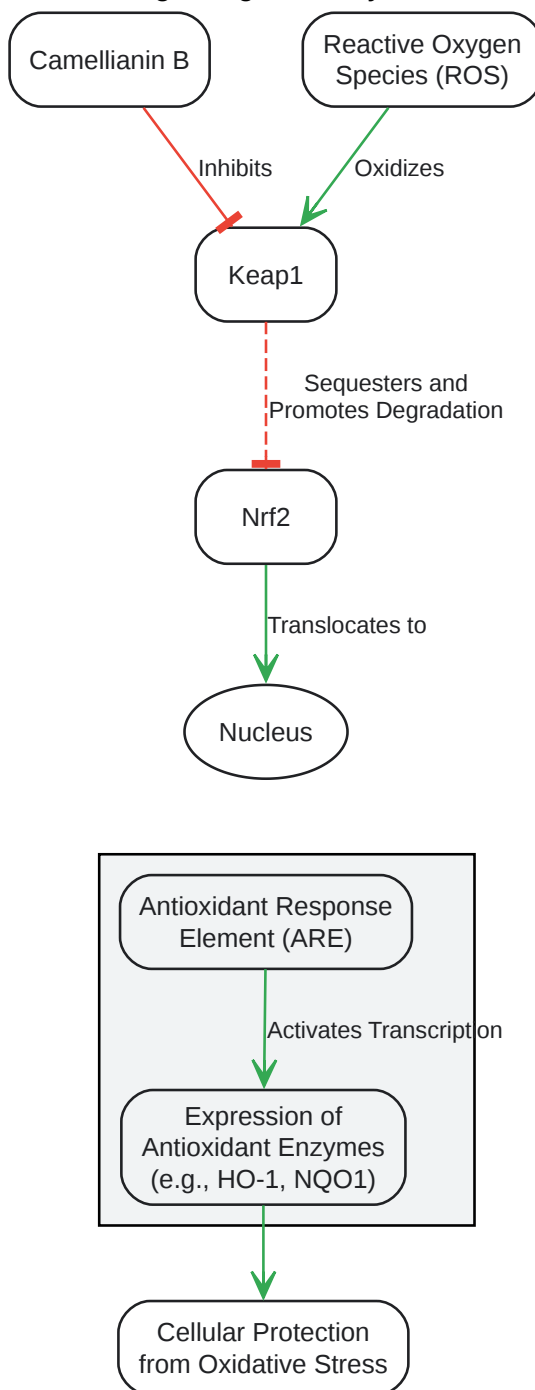 Camellianin B
Reactive Oxygen
Species (ROS)
Inhibits
Oxidizes
Keap1
Sequesters and
Promotes Degradation
Nrf2
Translocates to
Nucleus
Antioxidant Response
Element (ARE)
Activates Transcription
Expression of
Antioxidant Enzymes
(e.g., HO-1, NQO1)
Cellular Protection
from Oxidative Stress